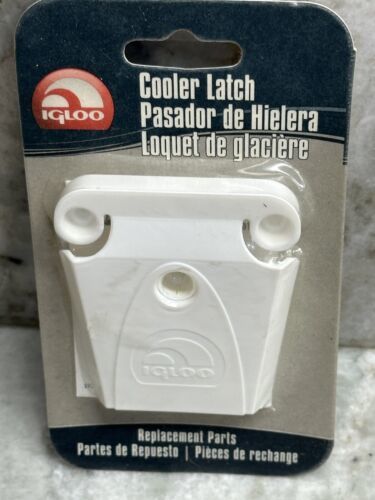 IGLOO
Cooler Latch
Pasador de Hielera
Loquet de glacière
IGLOO
Replacement Parts
Partes de Repuesto | Pièces de rechange